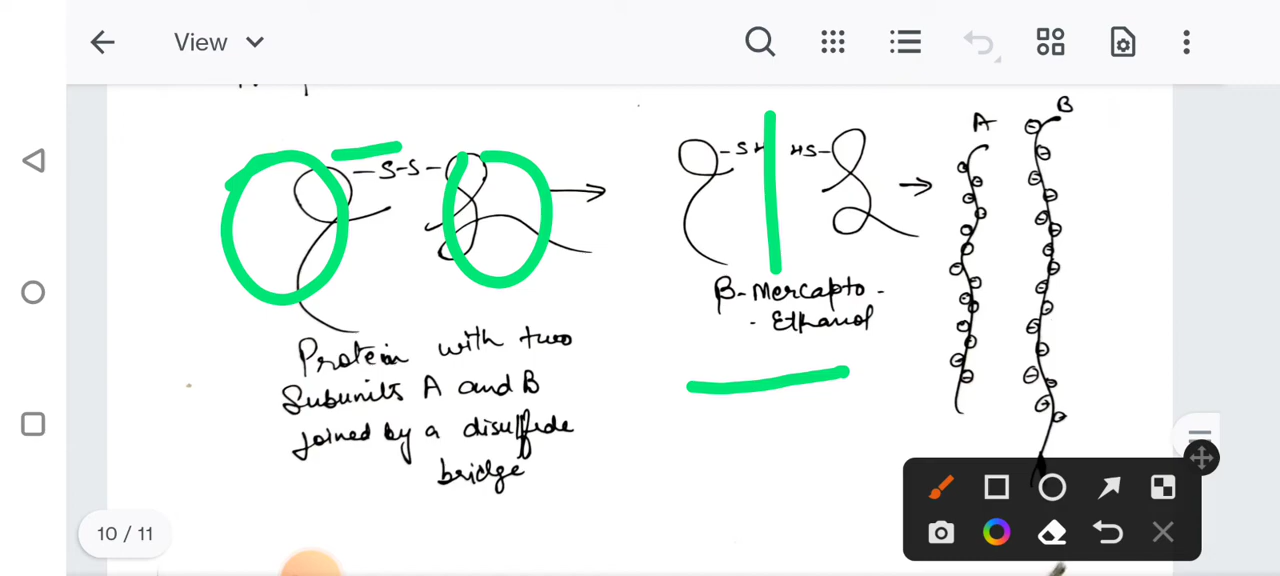 View
A
B
-S-S-
-SH HS-
β-Mercapto-
- Ethanol
Protein with two
Subunits A and B
joined by a disulfide
bridge
10 / 11